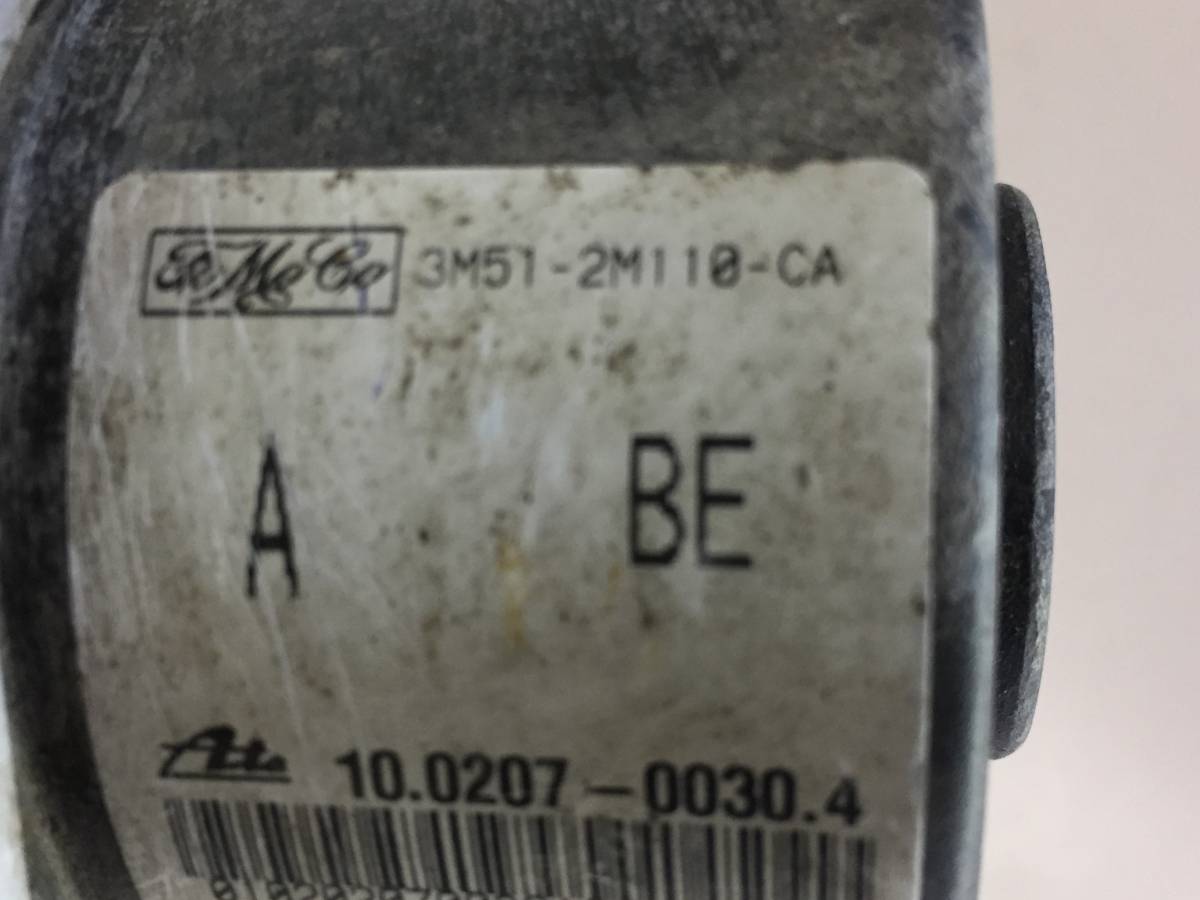 FoMoCo 3M51-2M110-CA
A BE
Ate 10.0207-0030.4